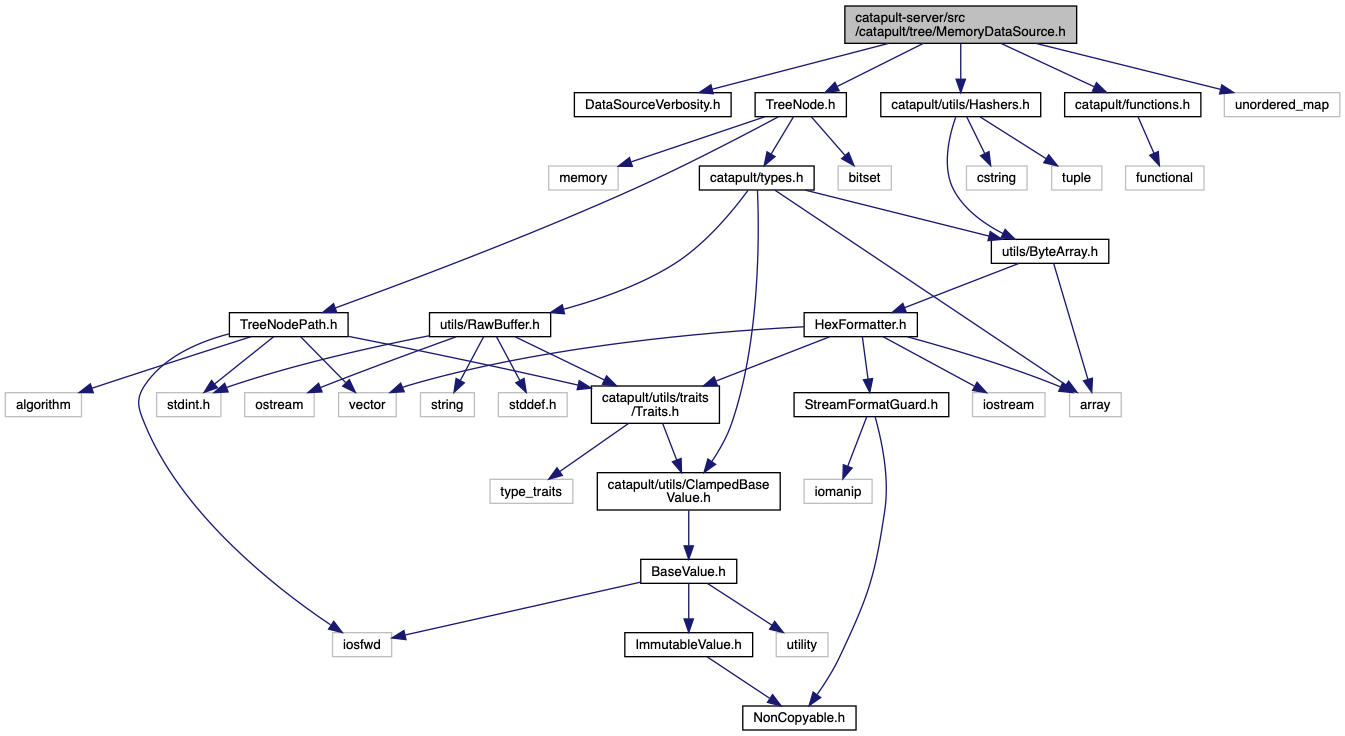 catapult-server/src
/catapult/tree/MemoryDataSource.h
DataSourceVerbosity.h
TreeNode.h
catapult/utils/Hashers.h
catapult/functions.h
unordered_map
memory
catapult/types.h
bitset
cstring
tuple
functional
utils/ByteArray.h
TreeNodePath.h
utils/RawBuffer.h
HexFormatter.h
algorithm
stdint.h
ostream
vector
string
stddef.h
catapult/utils/traits
/Traits.h
StreamFormatGuard.h
iostream
array
type_traits
catapult/utils/ClampedBase
Value.h
iomanip
BaseValue.h
iosfwd
ImmutableValue.h
utility
NonCopyable.h